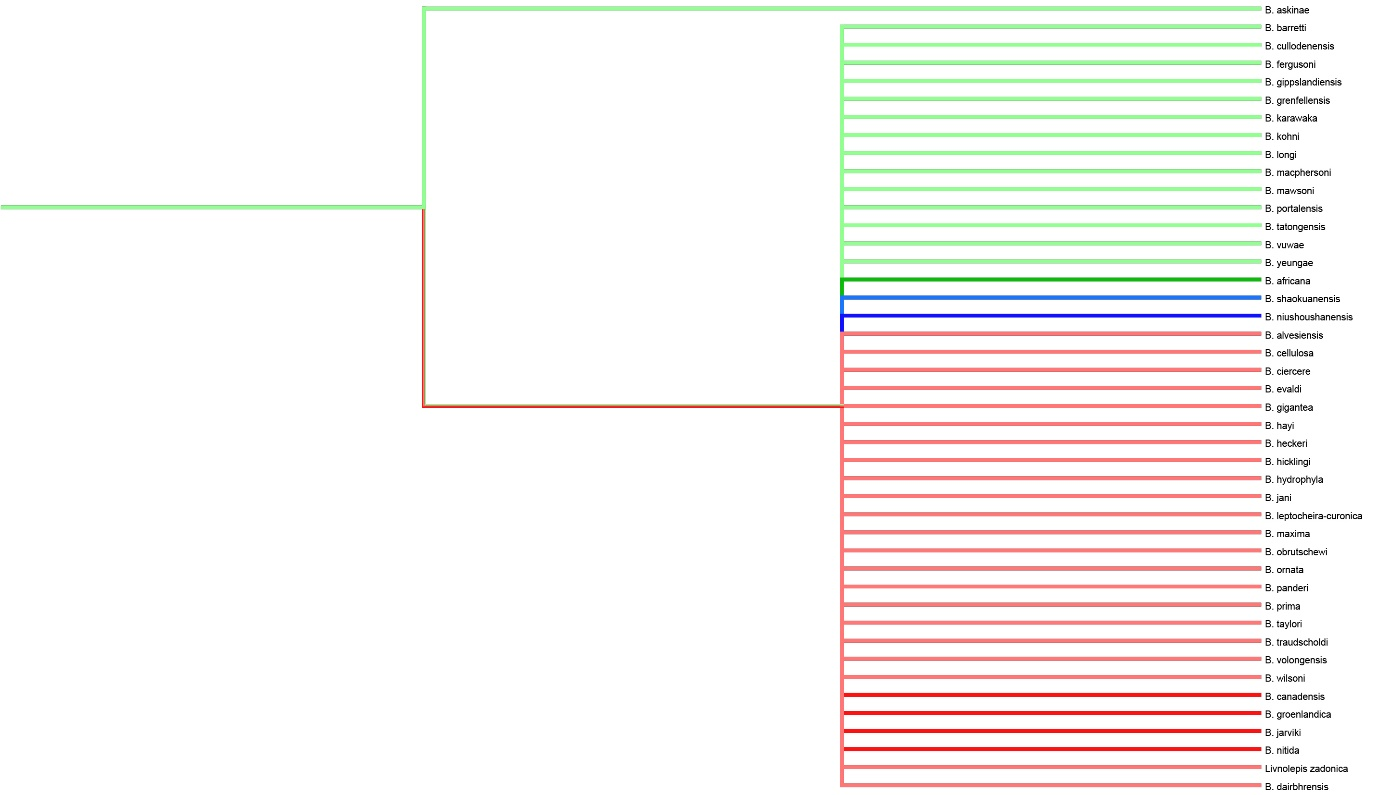 B. askinae
B. barretti
B. cullodenensis
B. fergusoni
B. gippslandiensis
B. grenfellensis
B. karawaka
B. kohni
B. longi
B. macphersoni
B. mawsoni
B. portalensis
B. tatongensis
B. vuwae
B. yeungae
B. africana
B. shaokuanensis
B. niushoushanensis
B. alvesiensis
B. cellulosa
B. ciercere
B. evaldi
B. gigantea
B. hayi
B. heckeri
B. hicklingi
B. hydrophyla
B. jani
B. leptocheira-curonica
B. maxima
B. obrutschewi
B. ornata
B. panderi
B. prima
B. taylori
B. traudscholdi
B. volongensis
B. wilsoni
B. canadensis
B. groenlandica
B. jarviki
B. nitida
Livnolepis zadonica
B. dairbhrensis